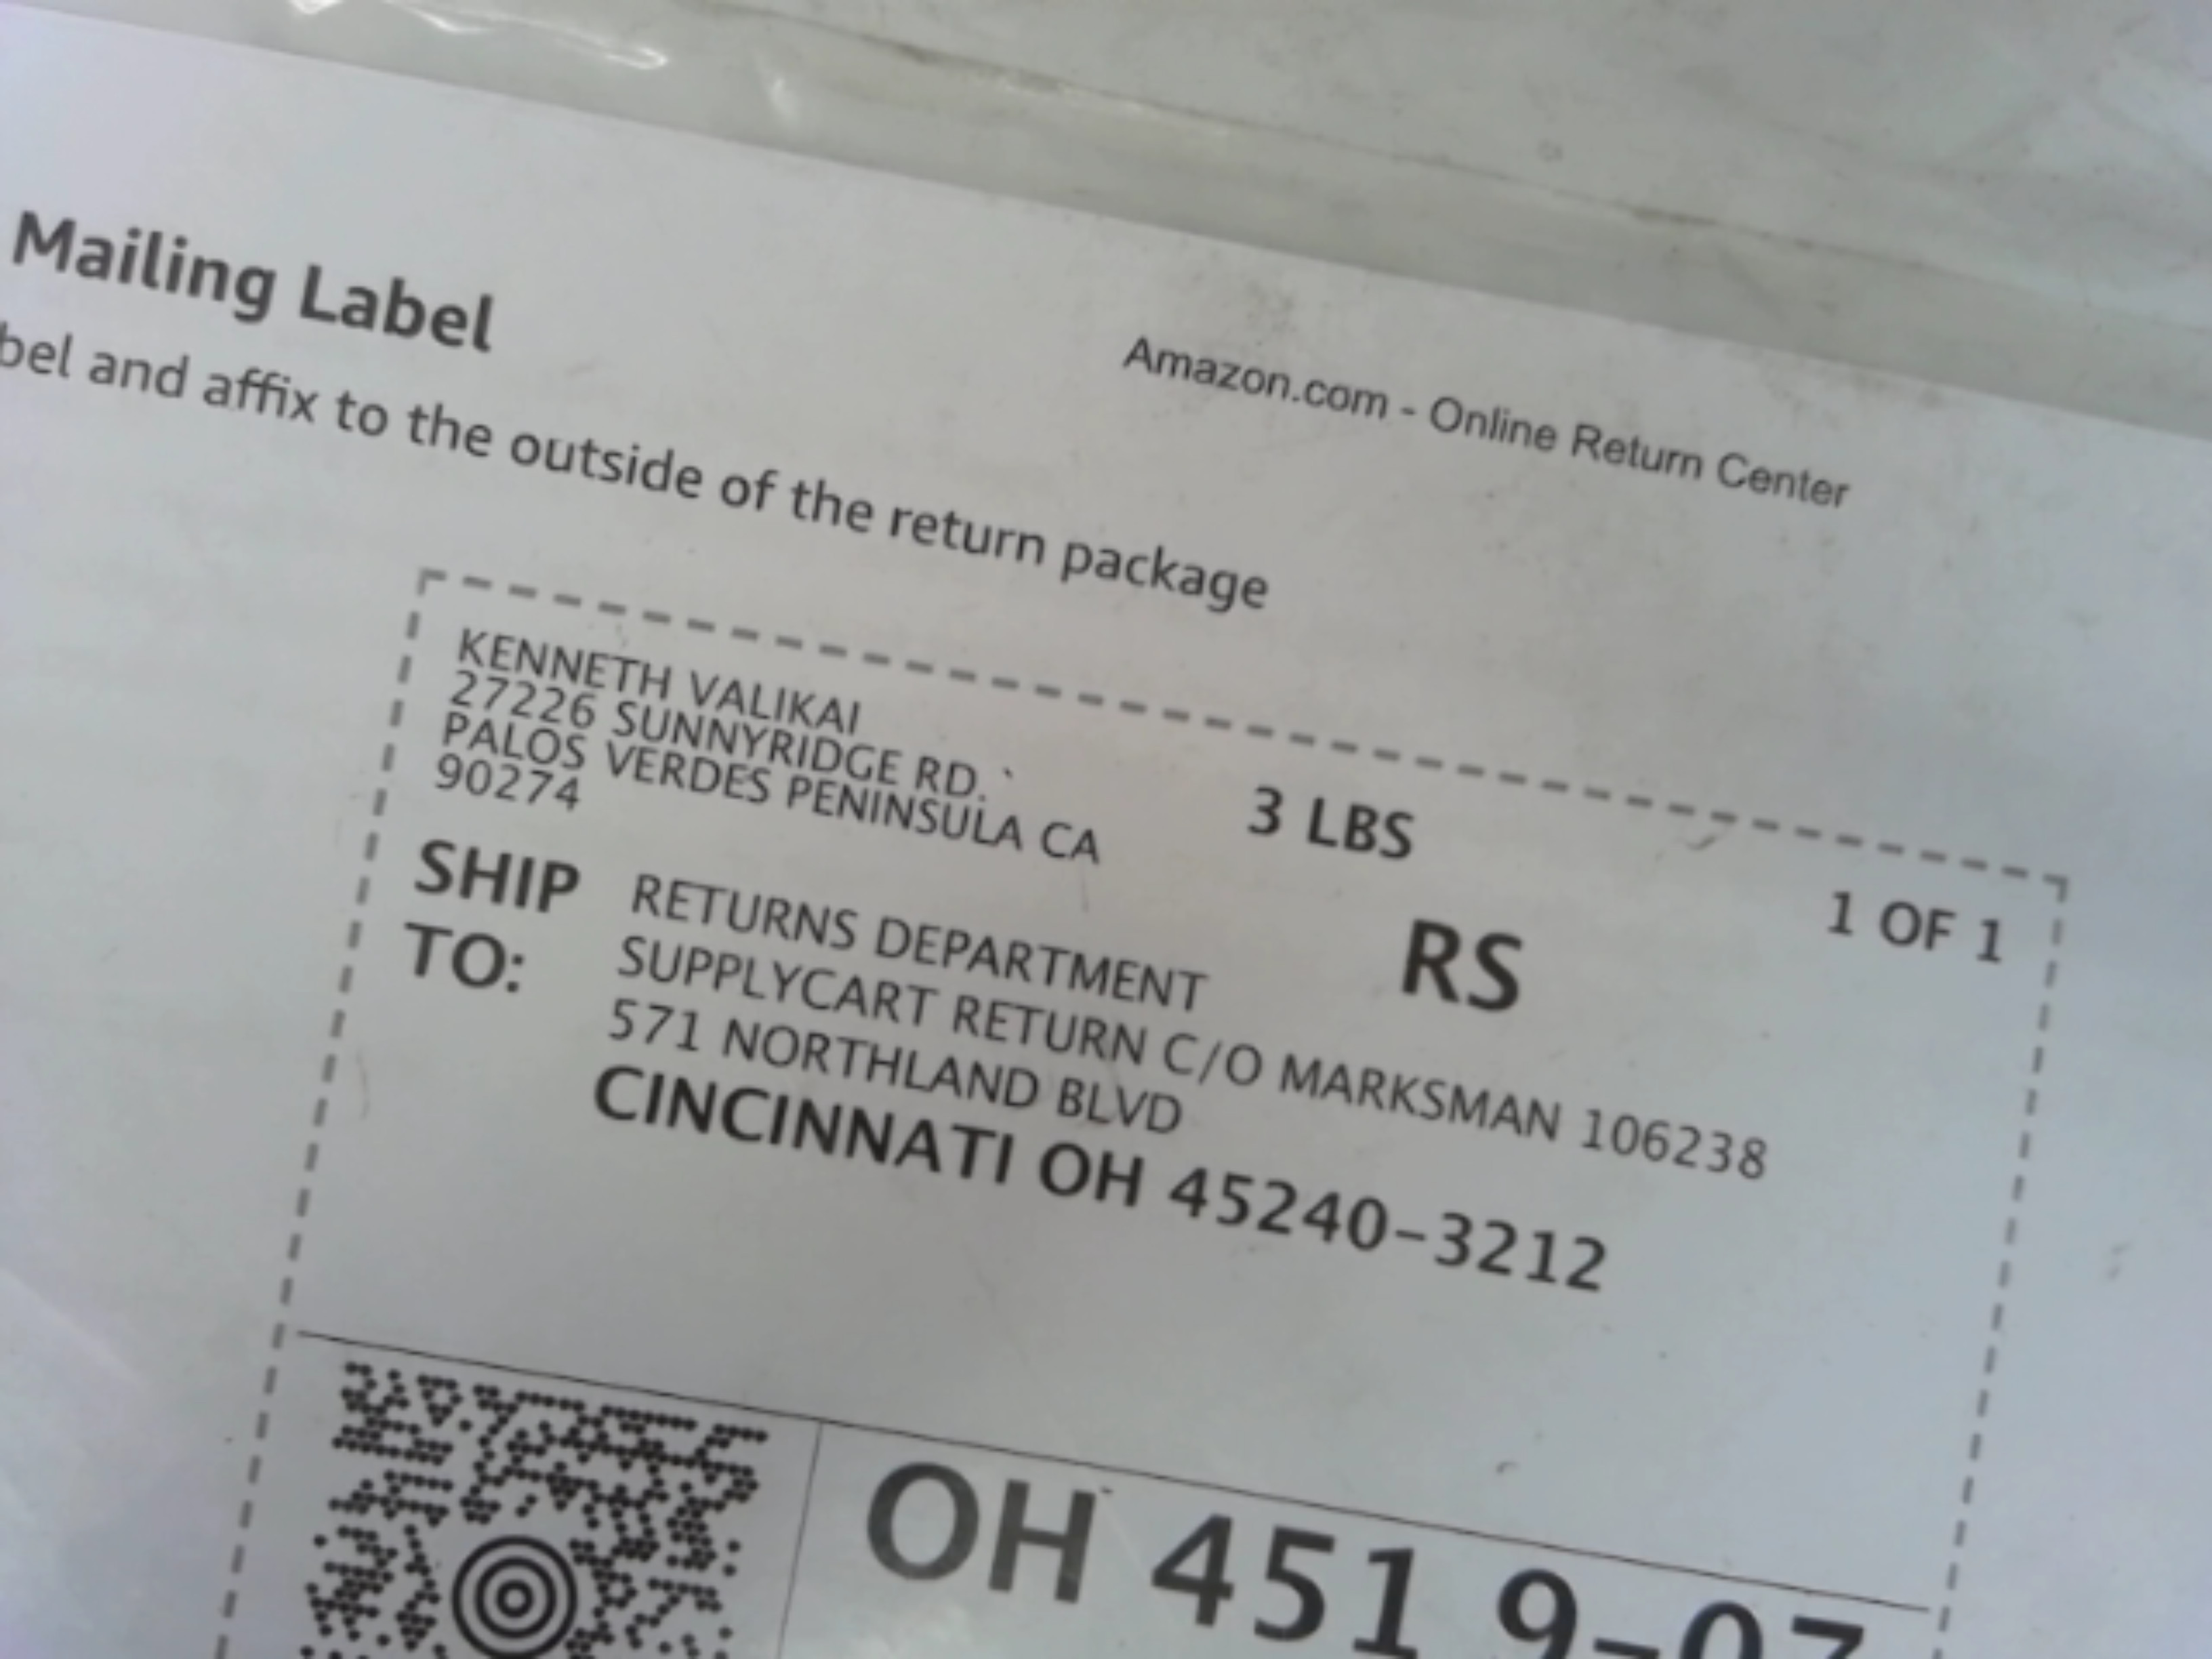 Mailing Label
bel and affix to the outside of the return package
Amazon.com - Online Return Center
KENNETH VALIKAI
27226 SUNNYRIDGE RD. `
PALOS VERDES PENINSULA CA
90274
3 LBS
1 OF 1
RS
SHIP TO:
RETURNS DEPARTMENT
SUPPLYCART RETURN C/O MARKSMAN 106238
571 NORTHLAND BLVD
CINCINNATI OH 45240-3212
OH 451 9-07